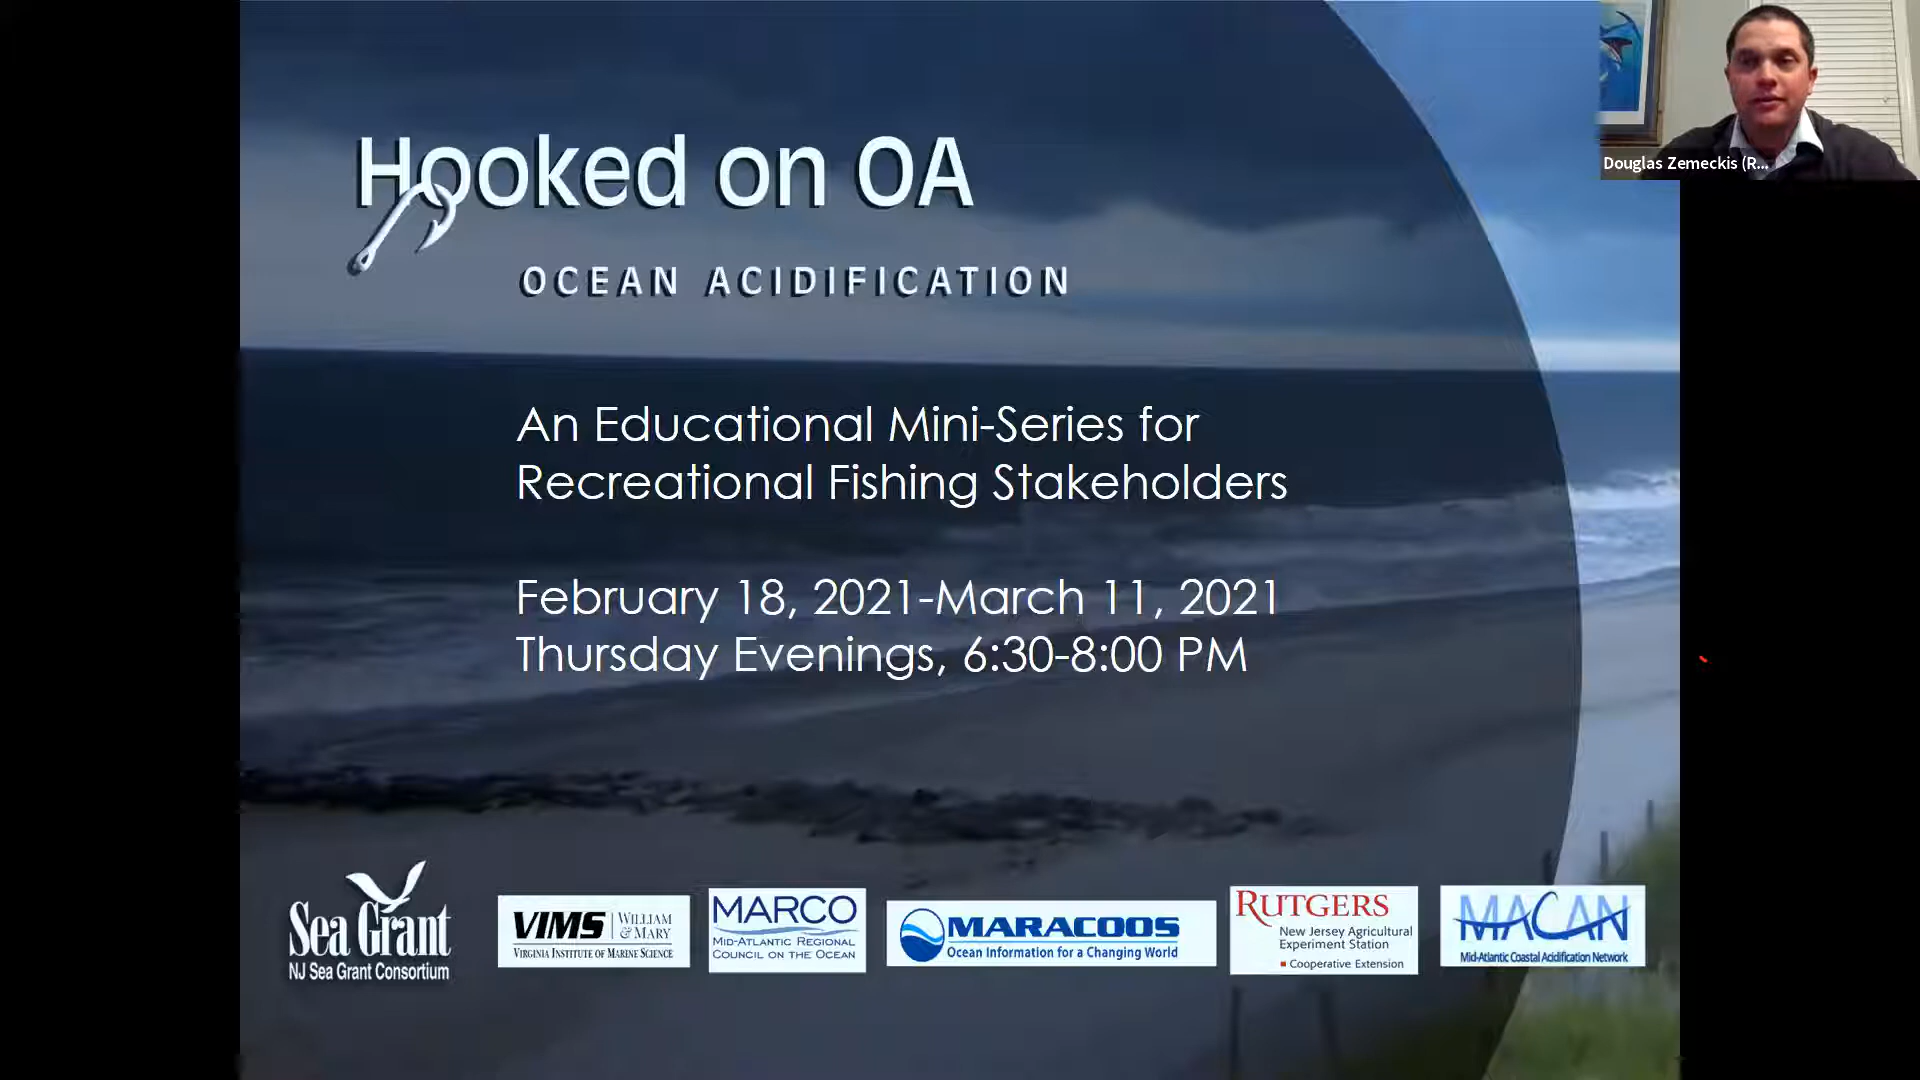 Hooked on OA
OCEAN ACIDIFICATION
An Educational Mini-Series for
Recreational Fishing Stakeholders
February 18, 2021-March 11, 2021
Thursday Evenings, 6:30-8:00 PM
Douglas Zemeckis (R...
Sea Grant
NJ Sea Grant Consortium
VIMS | WILLIAM
& MARY
VIRGINIA INSTITUTE OF MARINE SCIENCE
MARCO
MID-ATLANTIC REGIONAL
COUNCIL ON THE OCEAN
MARACOOS
Ocean Information for a Changing World
RUTGERS
New Jersey Agricultural
Experiment Station
Cooperative Extension
MACAN
Mid-Atlantic Coastal Acidification Network